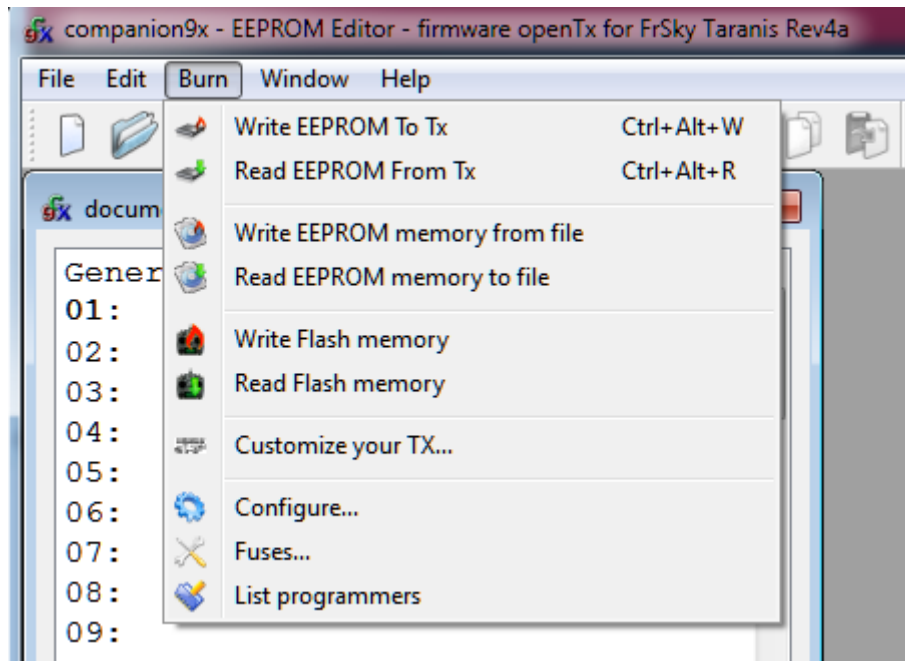 companion9x - EEPROM Editor - firmware openTx for FrSky Taranis Rev4a
File Edit Burn Window Help
Write EEPROM To Tx Ctrl+Alt+W
Read EEPROM From Tx Ctrl+Alt+R
docum
Write EEPROM memory from file
Gener
Read EEPROM memory to file
01:
Write Flash memory
02:
03:
Read Flash memory
04:
Customize your TX...
05:
06:
Configure...
07:
Fuses...
08:
List programmers
09: